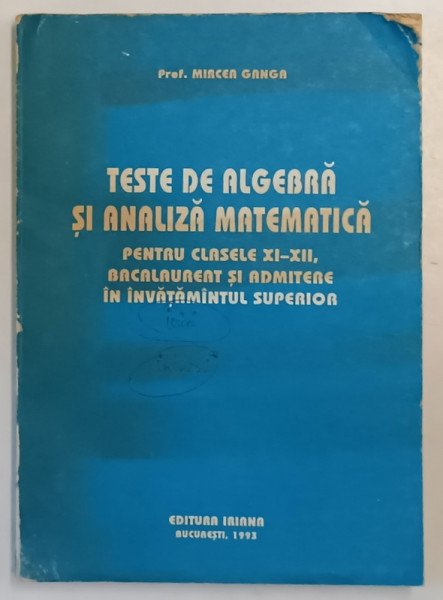 Prof. MIRCEA GANGA
TESTE DE ALGEBRĂ
ȘI ANALIZĂ MATEMATICĂ
PENTRU CLASELE XI–XII,
BACALAUREAT ȘI ADMITERE
ÎN ÎNVĂȚĂMÎNTUL SUPERIOR
EDITURA IRIANA
BUCUREȘTI, 1993